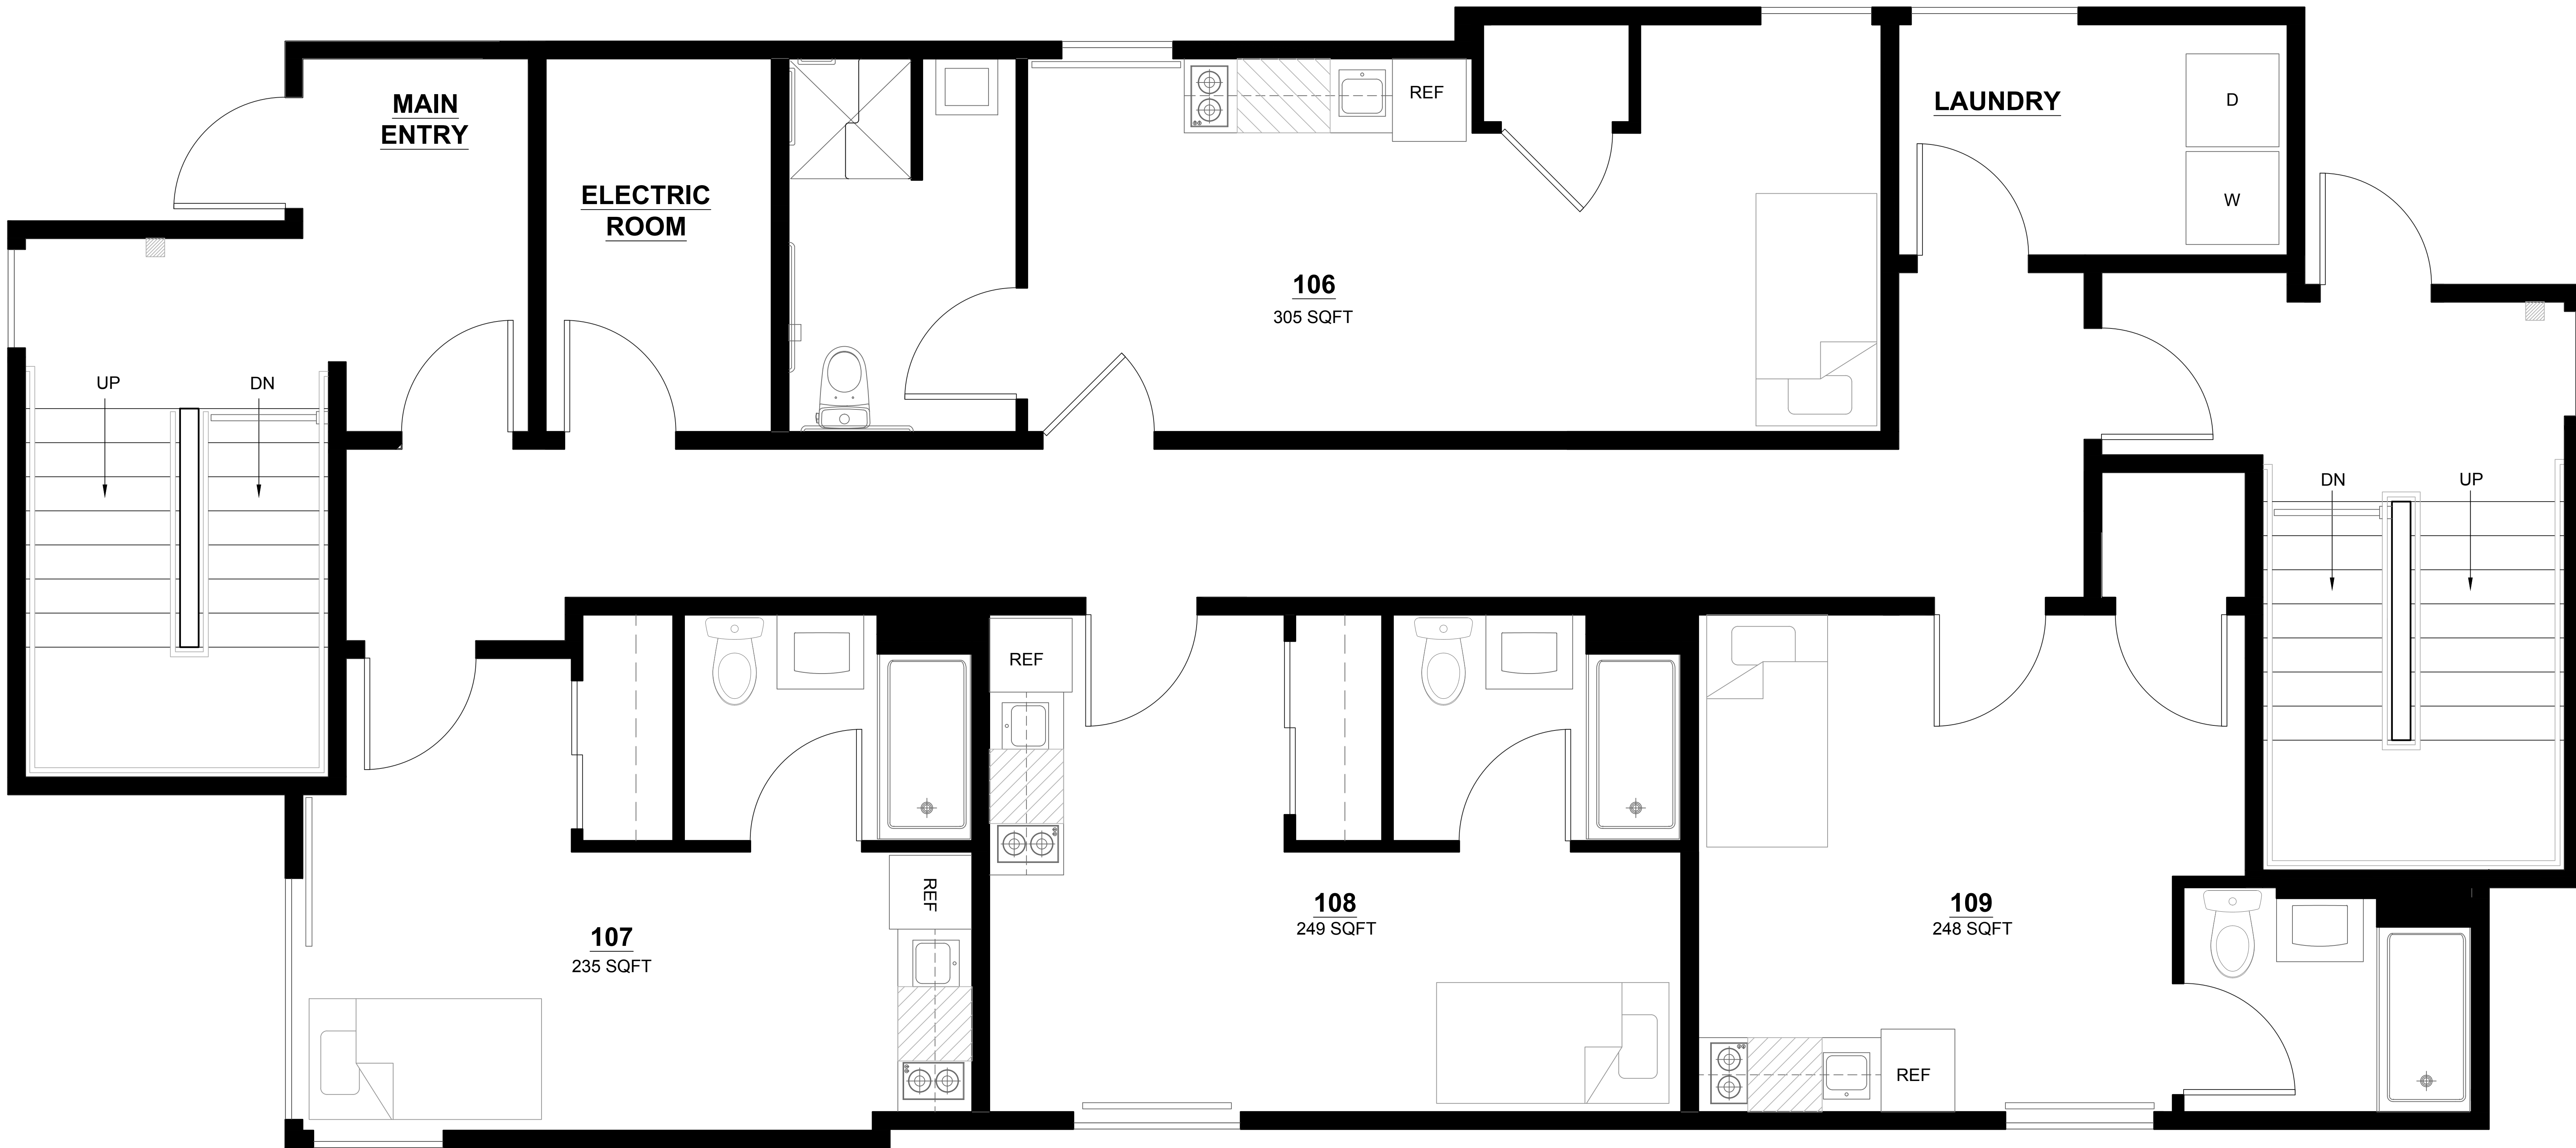 MAIN
ENTRY
ELECTRIC
ROOM
REF
LAUNDRY
D
W
106
305 SQFT
UP
DN
DN
UP
REF
REF
107
235 SQFT
108
249 SQFT
109
248 SQFT
REF